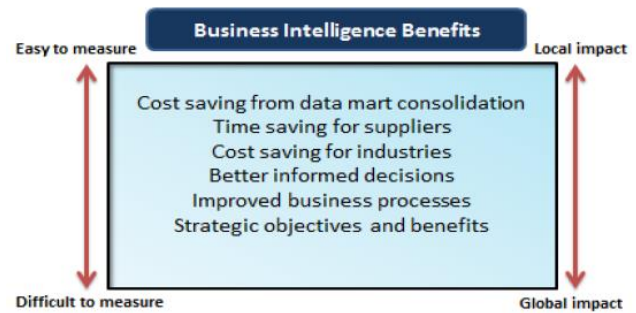 Business Intelligence Benefits
Easy to measure
Local impact
Cost saving from data mart consolidation
Time saving for suppliers
Cost saving for industries
Better informed decisions
Improved business processes
Strategic objectives and benefits
Difficult to measure
Global impact